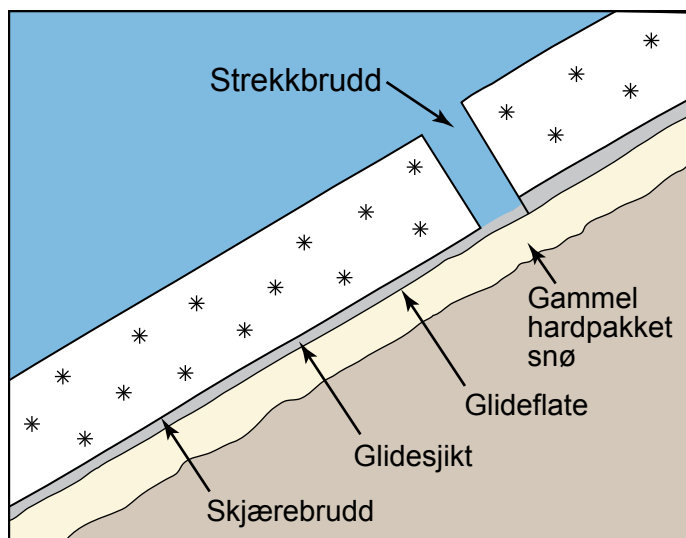 Strekkbrudd
Gammel
hardpakket
snø
Glideflate
Glidesjikt
Skjærebrudd